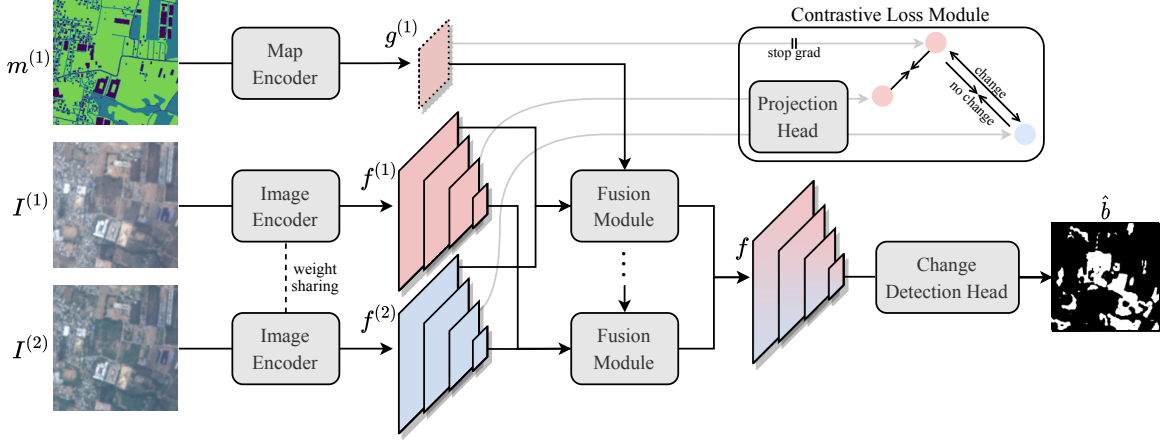 Contrastive Loss Module
m^{(1)}
Map
Encoder
g^{(1)}
stop grad
change
no change
Projection
Head
I^{(1)}
Image
Encoder
f^{(1)}
Fusion
Module
weight
sharing
f
Change
Detection Head
\hat{b}
I^{(2)}
Image
Encoder
f^{(2)}
Fusion
Module